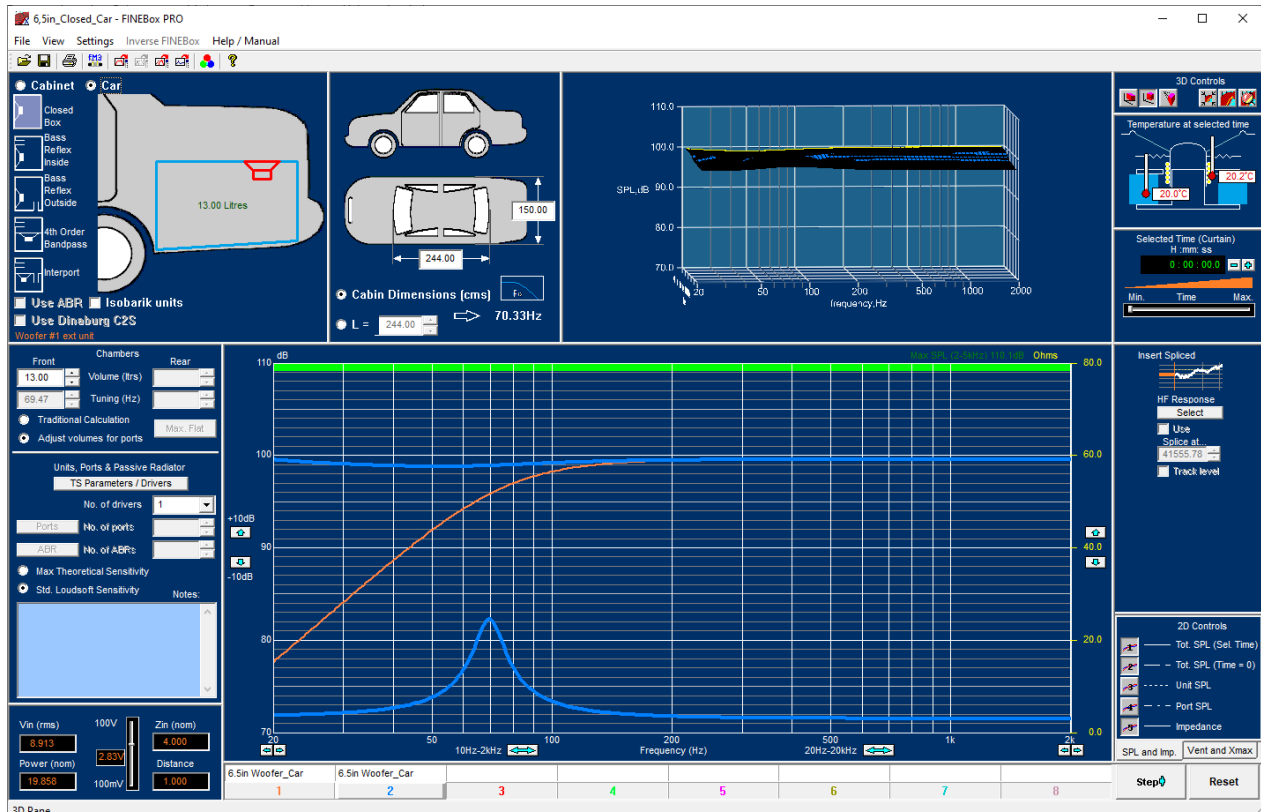 6,5in_Closed_Car - FINEBox PRO
File View Settings Inverse FINEBox Help / Manual
FM3
Cabinet Car
Closed
Box
Bass
Reflex
Inside
Bass
Reflex
Outside
4th Order
Bandpass
Interport
13.00 Litres
Use ABR Isobarik units
Use Dinaburg C2S
Woofer #1 ext unit
150.00
244.00
Cabin Dimensions (cms)
Fo
L = 244.00
70.33Hz
110.0
100.0
90.0
80.0
70.0
SPL,dB
20 50 100 200 500 1000 2000
frequency,Hz
3D Controls
Temperature at selected time
20.2°C
20.0°C
Selected Time (Curtain)
H :mm: ss
0 : 00 : 00.0
Min. Time Max.
Chambers
Front Rear
13.00 Volume (ltrs)
69.47 Tuning (Hz)
Traditional Calculation
Adjust volumes for ports
Max. Flat
Units, Ports & Passive Radiator
TS Parameters / Drivers
No. of drivers 1
Ports No. of ports
ABR No. of ABRs
Max Theoretical Sensitivity
Std. Loudsoft Sensitivity
Notes:
Vin (rms) 100V Zin (nom)
8.913 4.000
2.83V
Power (nom) Distance
19.858 100mV 1.000
110 dB Max SPL (2-5kHz) 110.1dB Ohms 80.0
100 60.0
+10dB
90 40.0
-10dB
80 20.0
70 0.0
20 50 100 200 500 1k 2k
10Hz-2kHz Frequency (Hz) 20Hz-20kHz
6.5in Woofer_Car 6.5in Woofer_Car
1 2 3 4 5 6 7 8
Insert Spliced
HF Response
Select
Use
Splice at...
41555.78
Track level
2D Controls
1 Tot. SPL (Sel. Time)
2 Tot. SPL (Time = 0)
3 Unit SPL
4 Port SPL
5 Impedance
SPL and Imp. Vent and Xmax
Step Reset
3D Pane